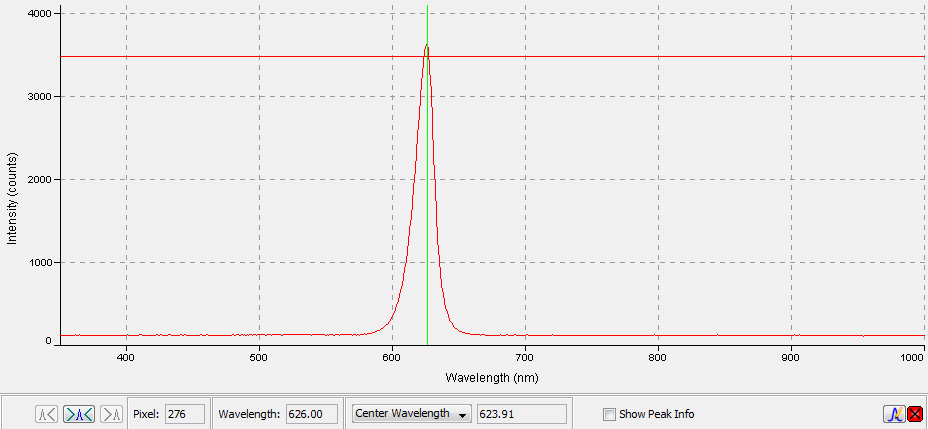 4000
3000
2000
1000
0
Intensity (counts)
400 500 600 700 800 900 1000
Wavelength (nm)
Pixel: 276 Wavelength: 626.00 Center Wavelength 623.91 Show Peak Info